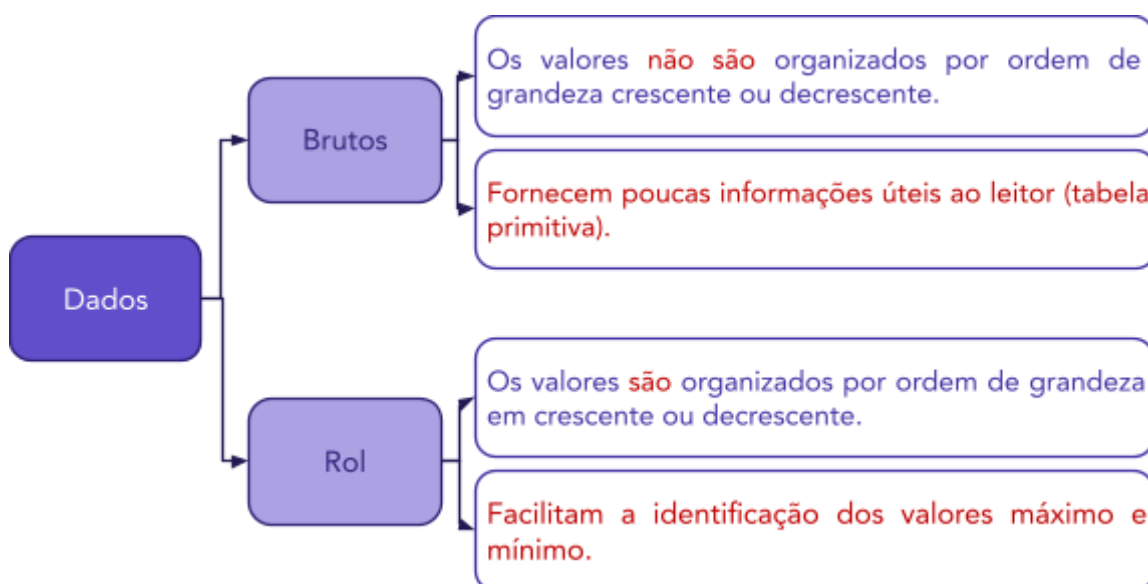 Os valores não são organizados por ordem de
grandeza crescente ou decrescente.
Brutos
Fornecem poucas informações úteis ao leitor (tabela
primitiva).
Dados
Os valores são organizados por ordem de grandeza
em crescente ou decrescente.
Rol
Facilitam a identificação dos valores máximo e
mínimo.